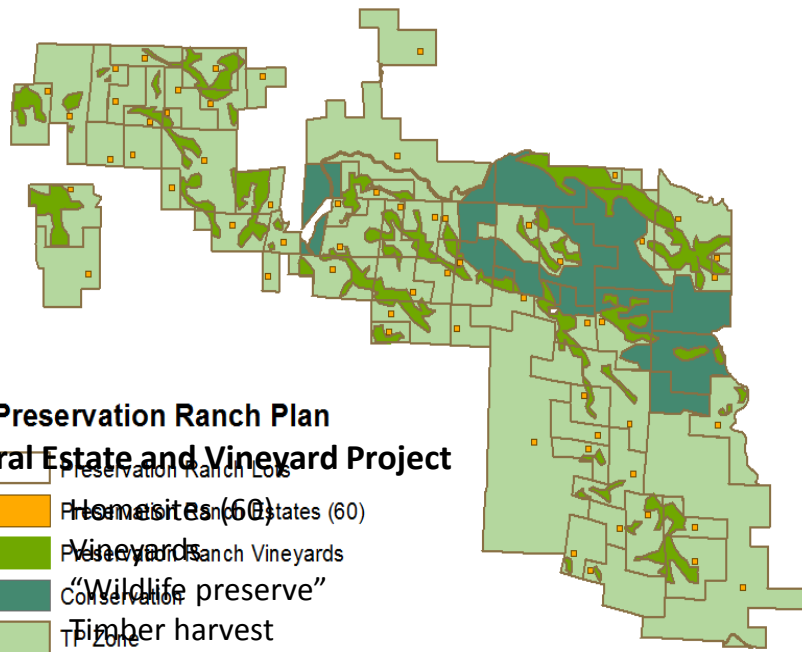 Preservation Ranch Plan
ral Estate and Vineyard Project
Preservation Ranch Lots
Preservation Ranch Estates (60)
Homesites (60)
Preservation Ranch Vineyards
Vineyards
Conservation
“Wildlife preserve”
TP Zone
Timber harvest